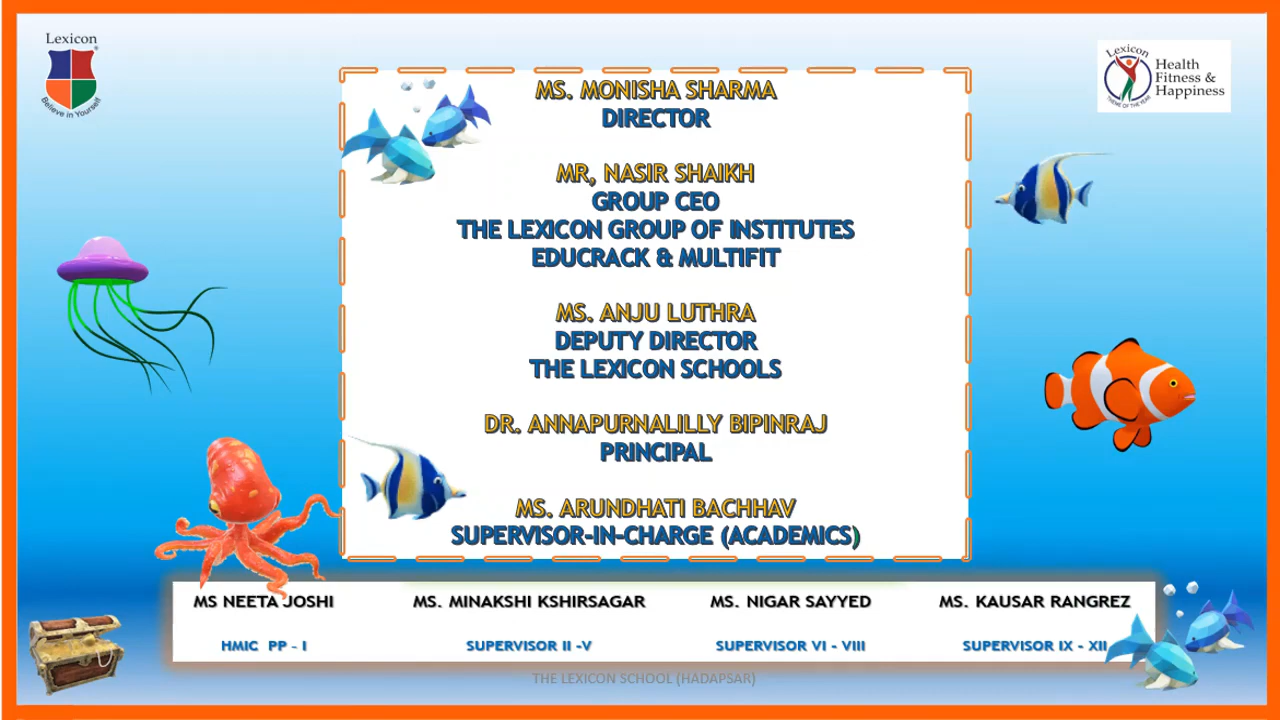 Lexicon
Believe in Yourself
Lexicon
Health
Fitness &
Happiness
THEME OF THE YEAR
MS. MONISHA SHARMA
DIRECTOR
MR, NASIR SHAIKH
GROUP CEO
THE LEXICON GROUP OF INSTITUTES
EDUCRACK & MULTIFIT
MS. ANJU LUTHRA
DEPUTY DIRECTOR
THE LEXICON SCHOOLS
DR. ANNAPURNALILLY BIPINRAJ
PRINCIPAL
MS. ARUNDHATI BACHHAV
SUPERVISOR-IN-CHARGE (ACADEMICS)
MS NEETA JOSHI MS. MINAKSHI KSHIRSAGAR MS. NIGAR SAYYED MS. KAUSAR RANGREZ
HMIC PP - I SUPERVISOR II -V SUPERVISOR VI - VIII SUPERVISOR IX - XII
THE LEXICON SCHOOL (HADAPSAR)